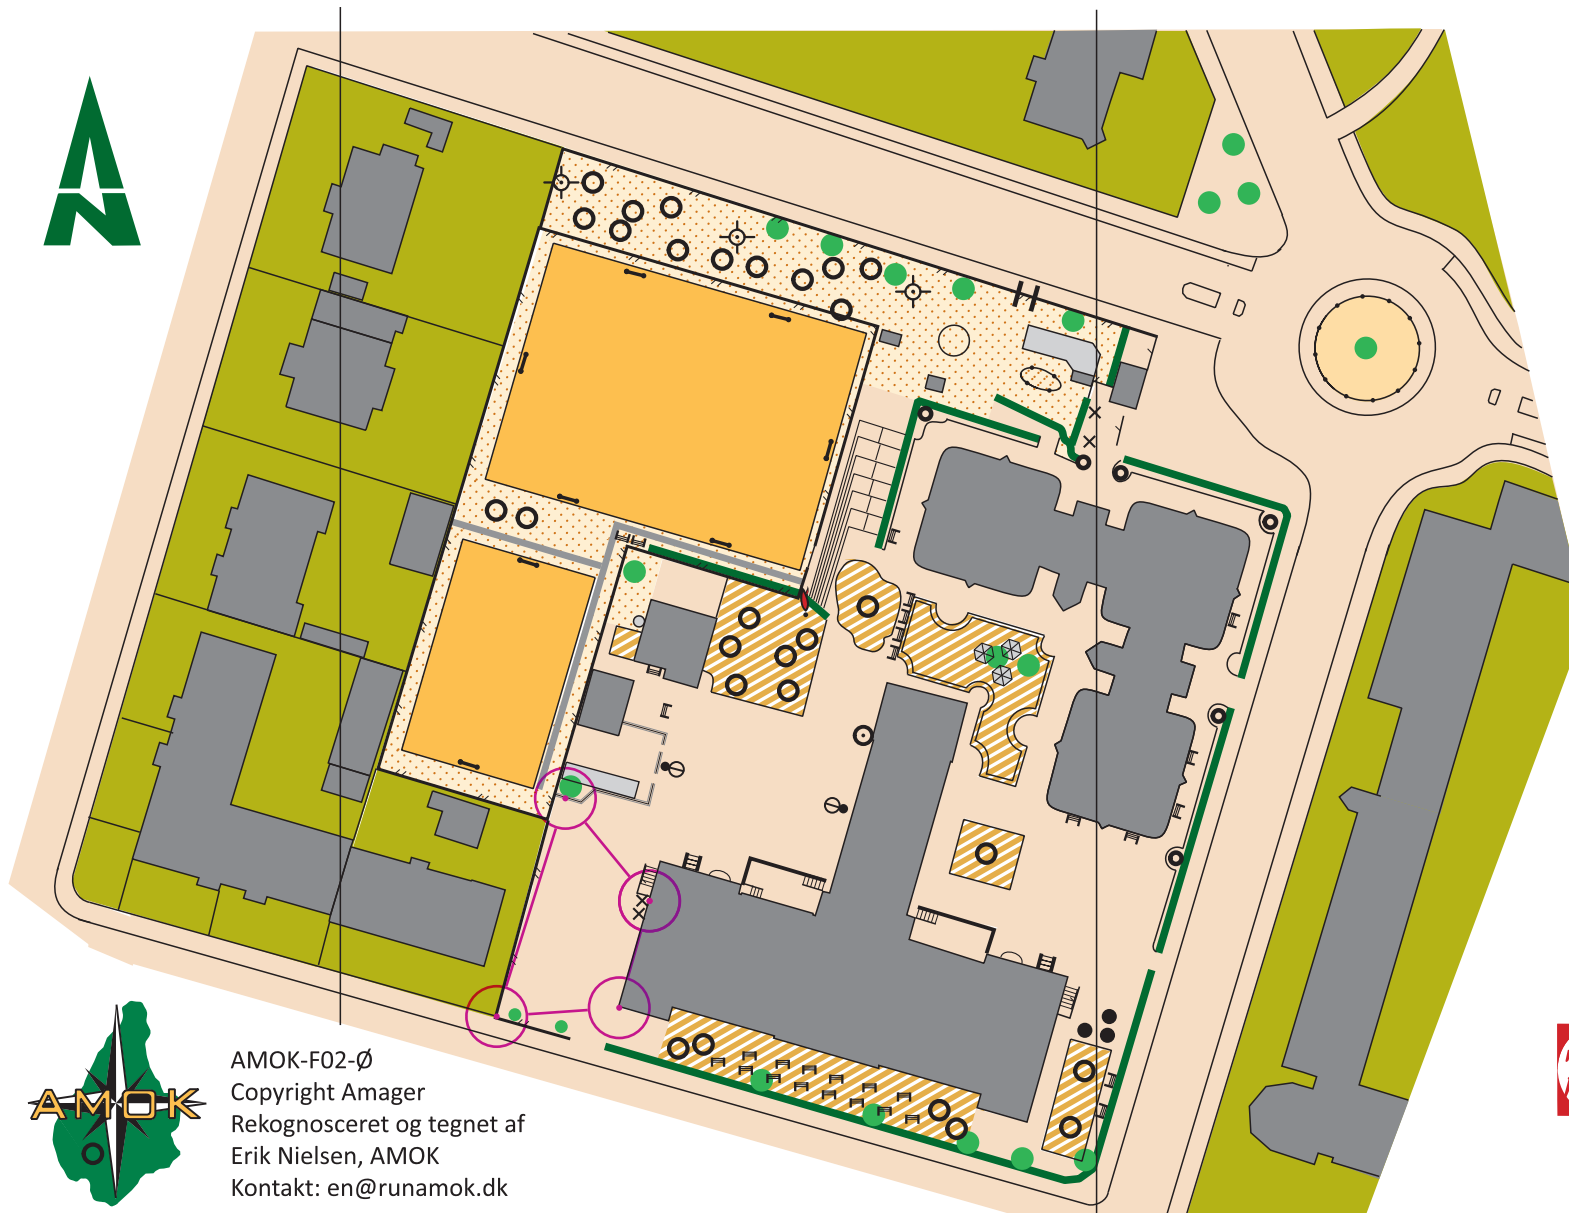 AMOK
AMOK-F02-Ø
Copyright Amager
Rekognosceret og tegnet af
Erik Nielsen, AMOK
Kontakt: en@runamok.dk